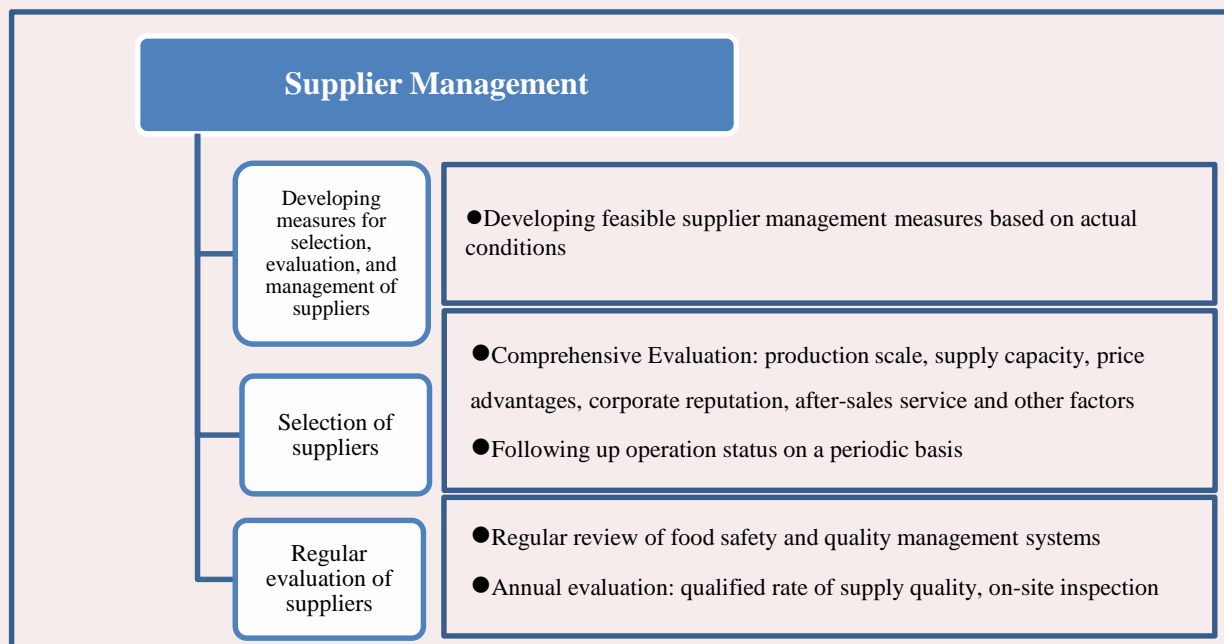 Supplier Management
Developing
measures for
selection,
evaluation, and
management of
suppliers
●Developing feasible supplier management measures based on actual
conditions
Selection of
suppliers
●Comprehensive Evaluation: production scale, supply capacity, price
advantages, corporate reputation, after-sales service and other factors
●Following up operation status on a periodic basis
Regular
evaluation of
suppliers
●Regular review of food safety and quality management systems
●Annual evaluation: qualified rate of supply quality, on-site inspection